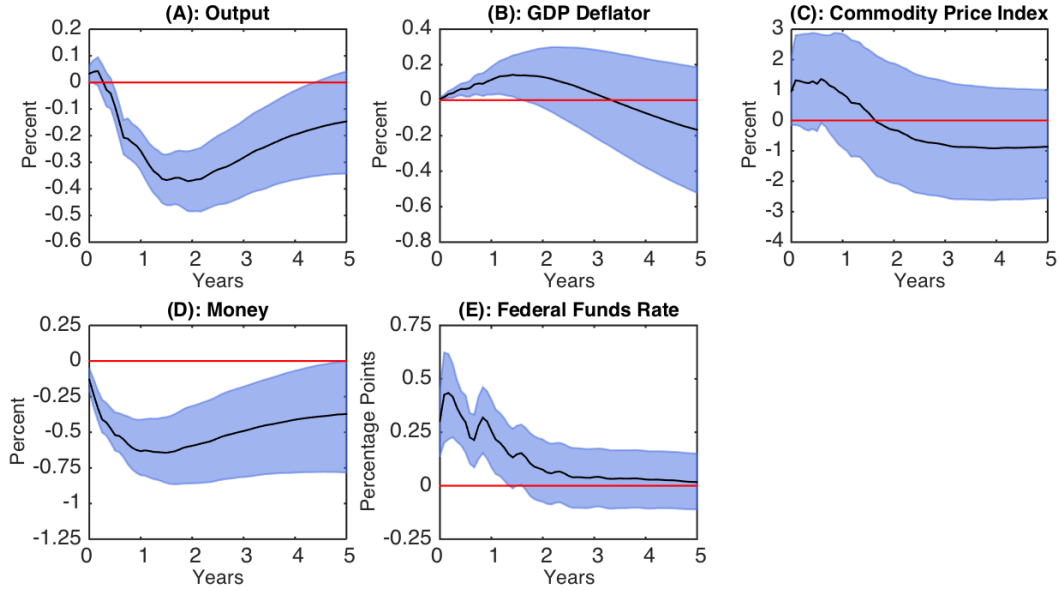 (A): Output
0.2
0.1
0
-0.1
-0.2
-0.3
-0.4
-0.5
-0.6
Percent
0 1 2 3 4 5
Years
(B): GDP Deflator
0.4
0.2
0
-0.2
-0.4
-0.6
-0.8
Percent
0 1 2 3 4 5
Years
(C): Commodity Price Index
3
2
1
0
-1
-2
-3
-4
Percent
0 1 2 3 4 5
Years
(D): Money
0.25
0
-0.25
-0.5
-0.75
-1
-1.25
Percent
0 1 2 3 4 5
Years
(E): Federal Funds Rate
0.75
0.5
0.25
0
-0.25
Percentage Points
0 1 2 3 4 5
Years